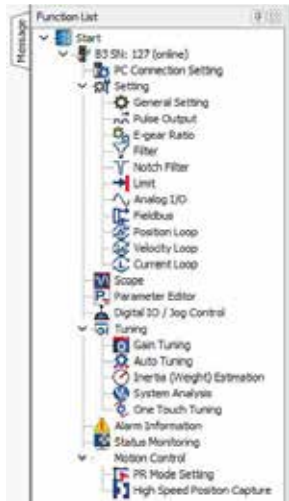 Message
Function List
Start
B3 SN: 127 (online)
PC Connection Setting
Setting
General Setting
Pulse Output
E-gear Ratio
Filter
Notch Filter
Limit
Analog I/O
Fieldbus
Position Loop
Velocity Loop
Current Loop
Scope
Parameter Editor
Digital IO / Jog Control
Tuning
Gain Tuning
Auto Tuning
Inertia (Weight) Estimation
System Analysis
One Touch Tuning
Alarm Information
Status Monitoring
Motion Control
PR Mode Setting
High Speed Position Capture